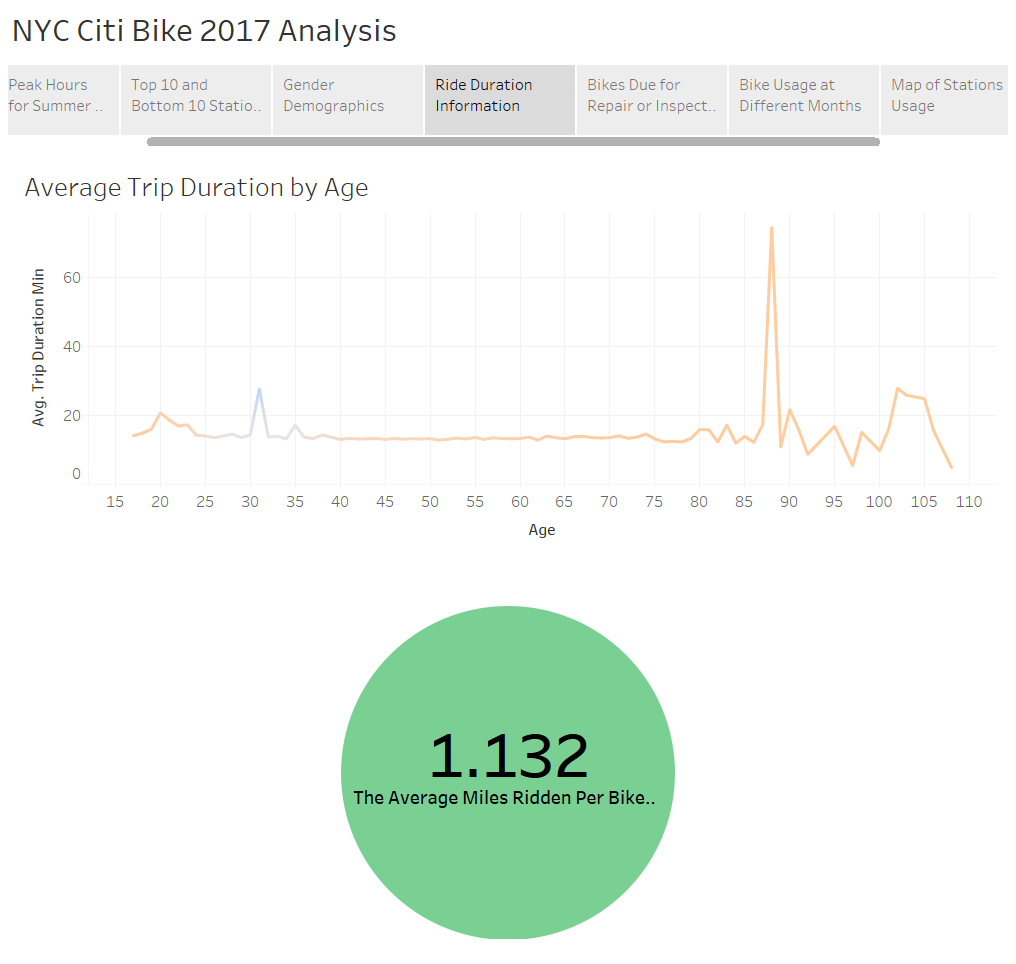 NYC Citi Bike 2017 Analysis
Peak Hours
for Summer ..
Top 10 and
Bottom 10 Statio..
Gender
Demographics
Ride Duration
Information
Bikes Due for
Repair or Inspect..
Bike Usage at
Different Months
Map of Stations
Usage
Average Trip Duration by Age
Avg. Trip Duration Min
60
40
20
0
15 20 25 30 35 40 45 50 55 60 65 70 75 80 85 90 95 100 105 110
Age
1.132
The Average Miles Ridden Per Bike..